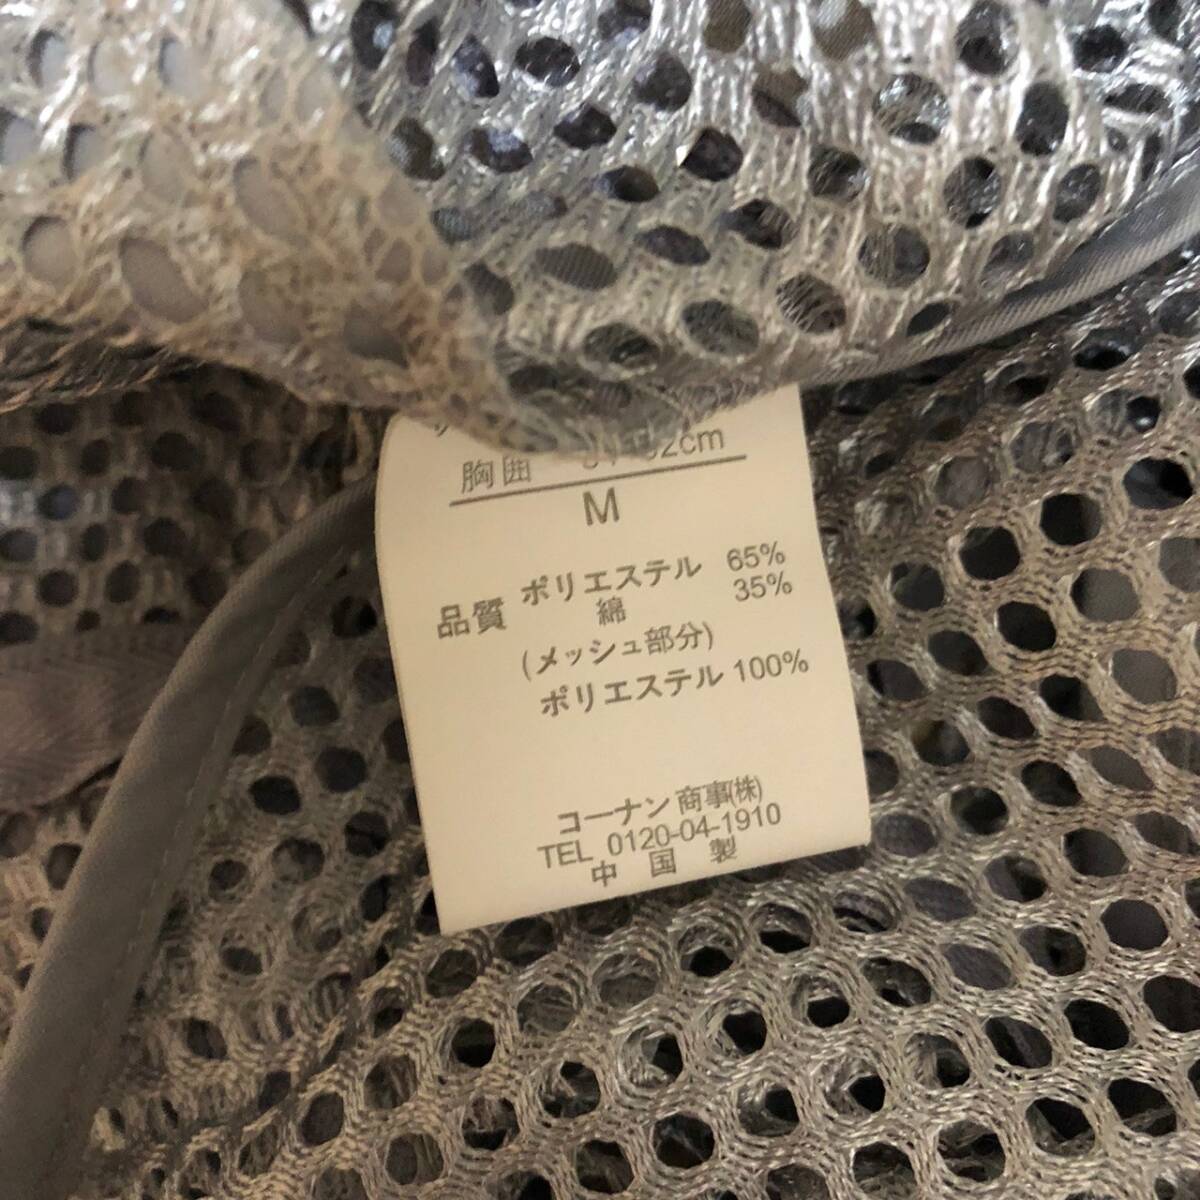 胸囲 2cm
M
ポリエステル 65%
品質 綿 35%
(メッシュ部分)
ポリエステル 100%
コーナン商事(株)
TEL 0120-04-1910
中国製